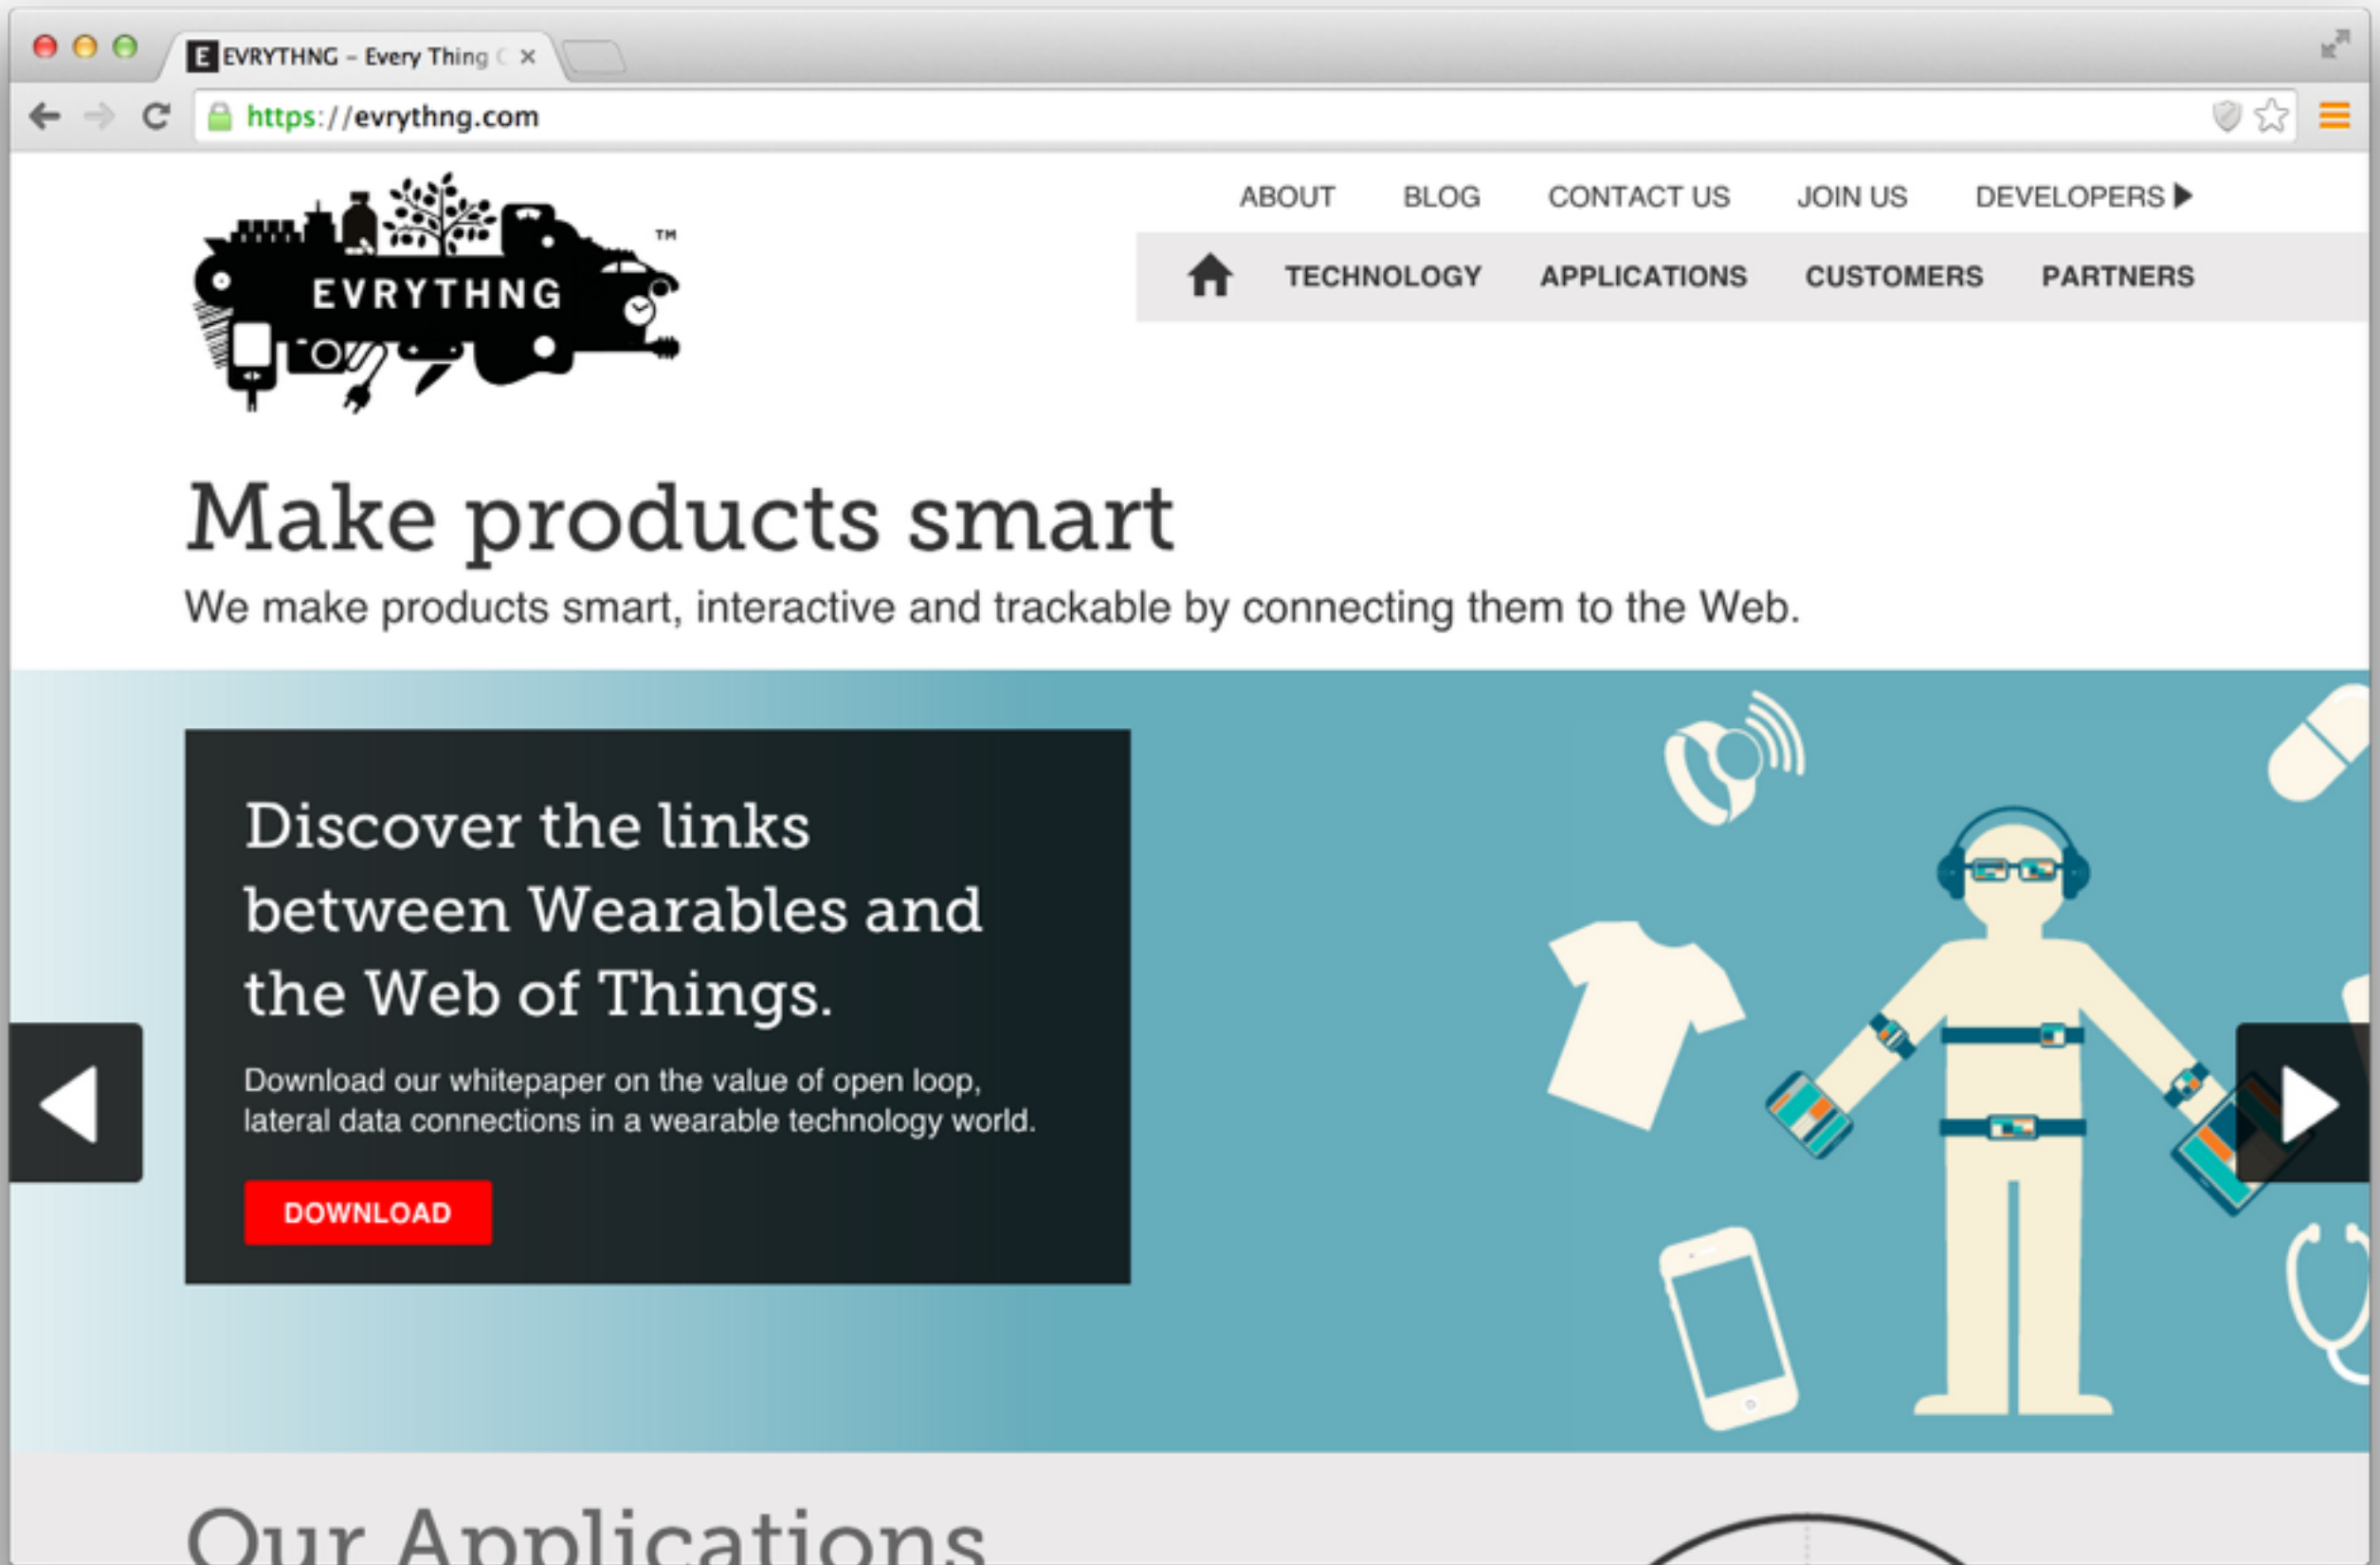 E EVRYTHNG – Every Thing
https://evrythng.com
ABOUT BLOG CONTACT US JOIN US DEVELOPERS
EVRYTHNG ™
TECHNOLOGY APPLICATIONS CUSTOMERS PARTNERS
Make products smart
We make products smart, interactive and trackable by connecting them to the Web.
Discover the links
between Wearables and
the Web of Things.
Download our whitepaper on the value of open loop,
lateral data connections in a wearable technology world.
DOWNLOAD
Our Applications